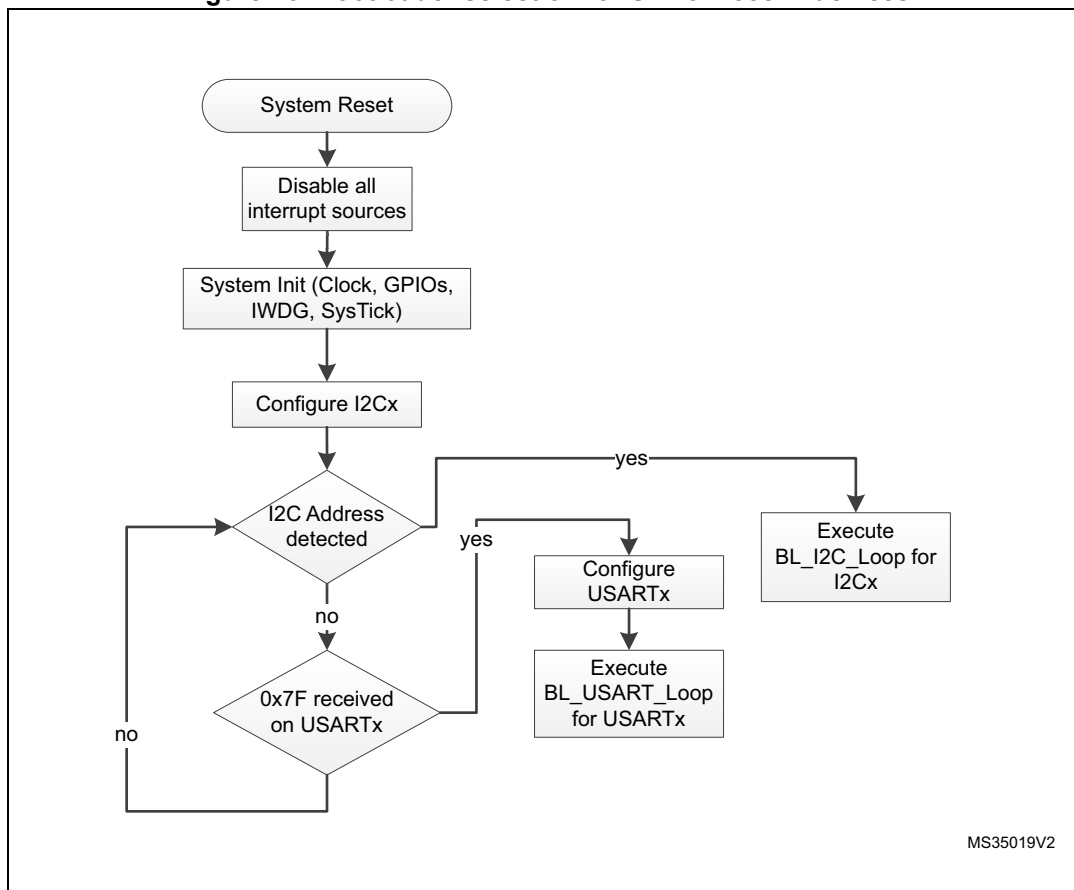 System Reset
Disable all
interrupt sources
System Init (Clock, GPIOs,
IWDG, SysTick)
Configure I2Cx
I2C Address
detected
yes
Execute
BL_I2C_Loop for
I2Cx
yes
Configure
USARTx
no
Execute
BL_USART_Loop
for USARTx
0x7F received
on USARTx
no
MS35019V2